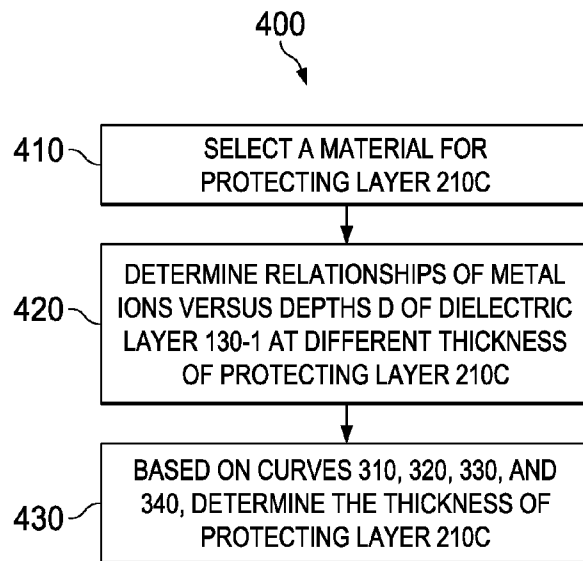 400
410
SELECT A MATERIAL FOR
PROTECTING LAYER 210C
420
DETERMINE RELATIONSHIPS OF METAL
IONS VERSUS DEPTHS D OF DIELECTRIC
LAYER 130-1 AT DIFFERENT THICKNESS
OF PROTECTING LAYER 210C
430
BASED ON CURVES 310, 320, 330, AND
340, DETERMINE THE THICKNESS OF
PROTECTING LAYER 210C